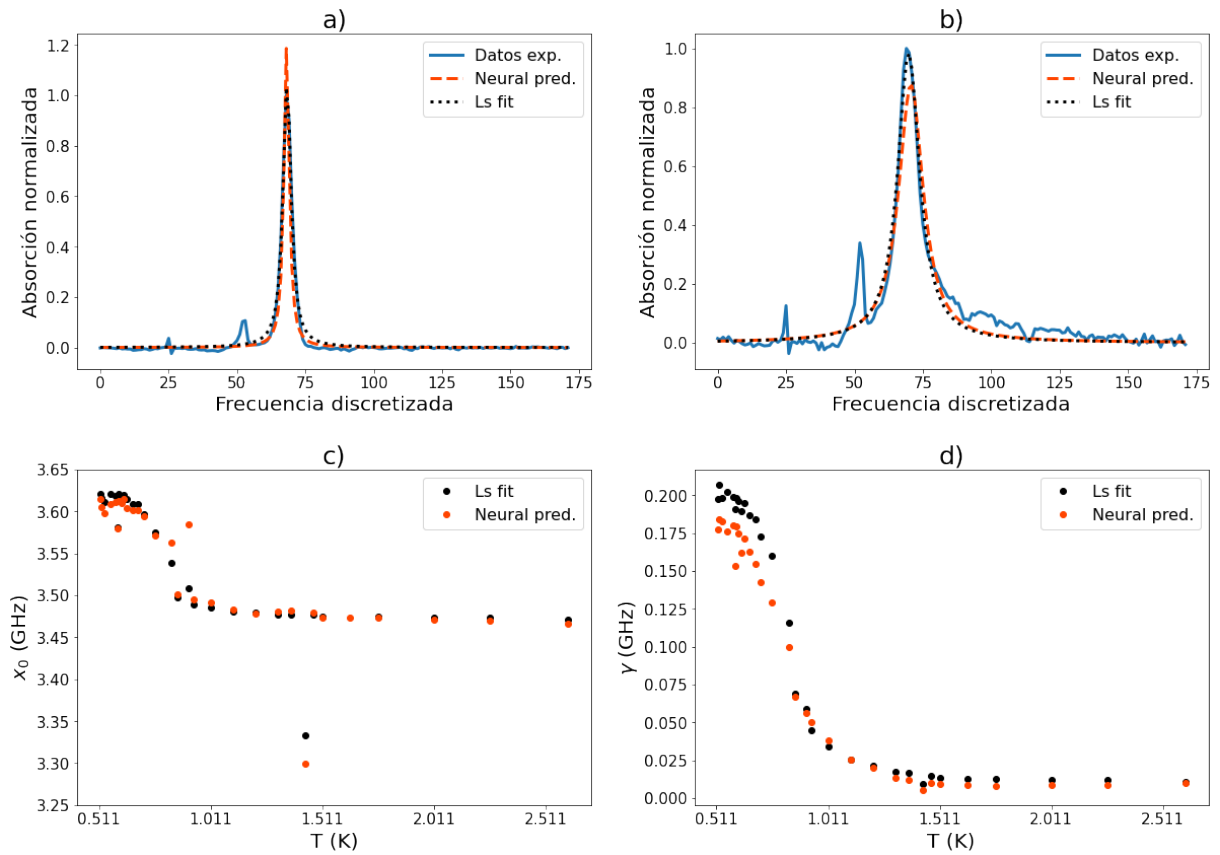 a)
Absorción normalizada
1.2
1.0
0.8
0.6
0.4
0.2
0.0
Datos exp.
Neural pred.
Ls fit
0 25 50 75 100 125 150 175
Frecuencia discretizada
b)
Absorción normalizada
1.0
0.8
0.6
0.4
0.2
0.0
Datos exp.
Neural pred.
Ls fit
0 25 50 75 100 125 150 175
Frecuencia discretizada
c)
x₀ (GHz)
3.65
3.60
3.55
3.50
3.45
3.40
3.35
3.30
3.25
Ls fit
Neural pred.
0.511 1.011 1.511 2.011 2.511
T (K)
d)
γ (GHz)
0.200
0.175
0.150
0.125
0.100
0.075
0.050
0.025
0.000
Ls fit
Neural pred.
0.511 1.011 1.511 2.011 2.511
T (K)